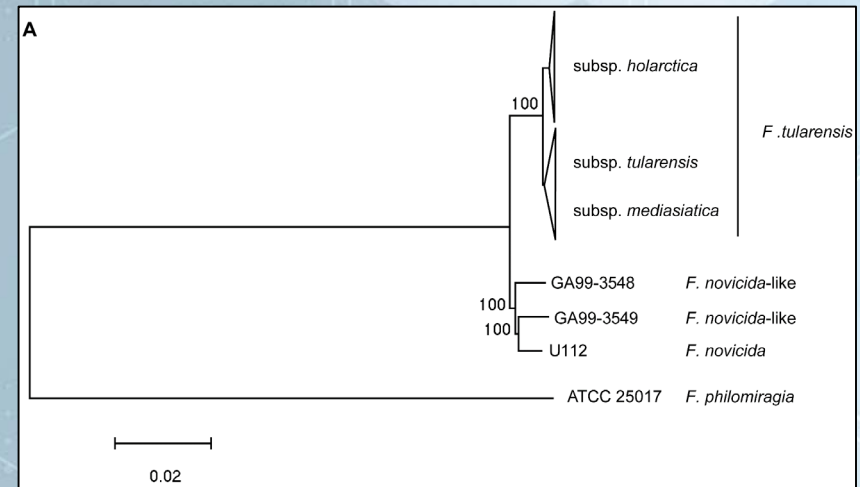 A
subsp. holarctica
100
F .tularensis
subsp. tularensis
subsp. mediasiatica
GA99-3548 F. novicida-like
100
GA99-3549 F. novicida-like
100
U112 F. novicida
ATCC 25017 F. philomiragia
0.02